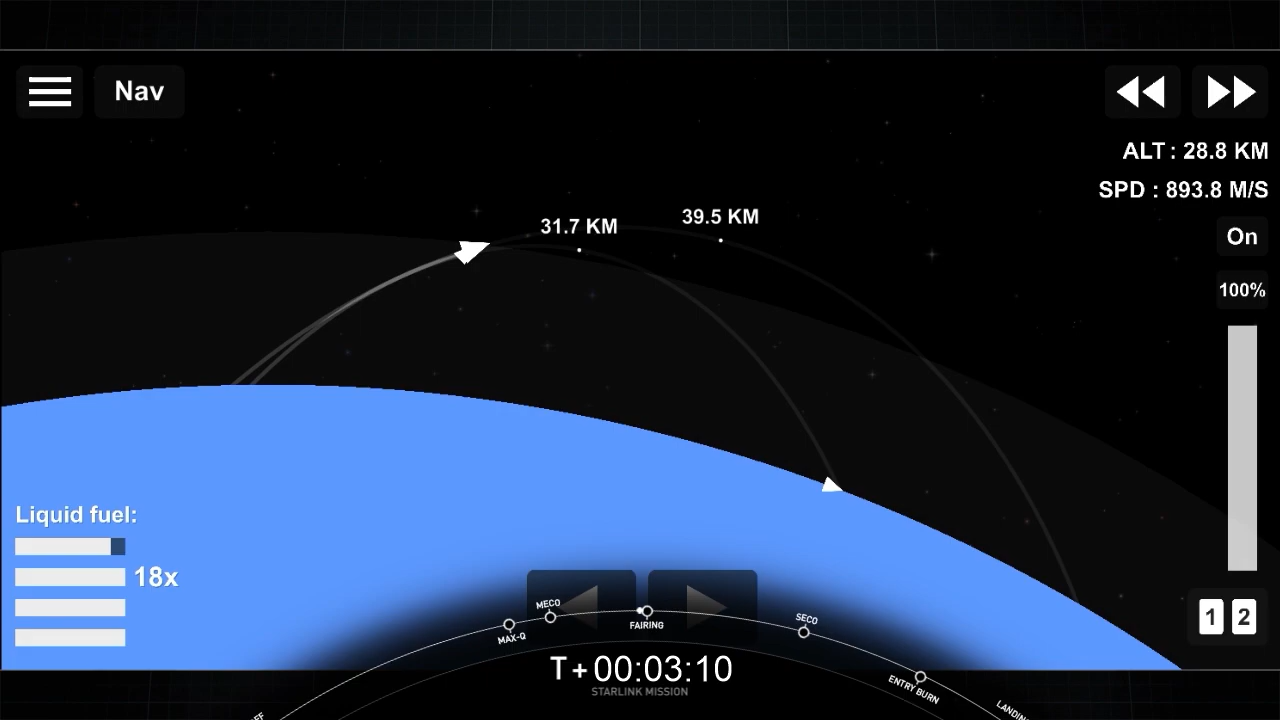 Nav
ALT : 28.8 KM
SPD : 893.8 M/S
On
100%
31.7 KM
39.5 KM
Liquid fuel:
18x
1 2
MECO
MAX-Q
FAIRING
SECO
ENTRY BURN
T+00:03:10
STARLINK MISSION